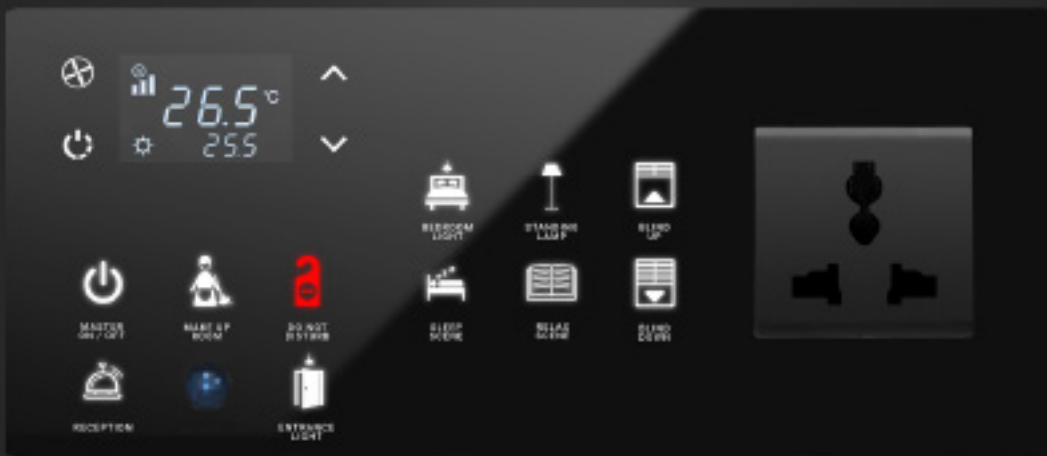 26.5 °C
25.5
BEDROOM
LIGHT
STANDING
LAMP
BLIND
UP
MASTER
ON / OFF
MAKE UP
ROOM
DO NOT
DISTURB
SLEEP
SCENE
RELAX
SCENE
BLIND
DOWN
RECEPTION
ENTRANCE
LIGHT